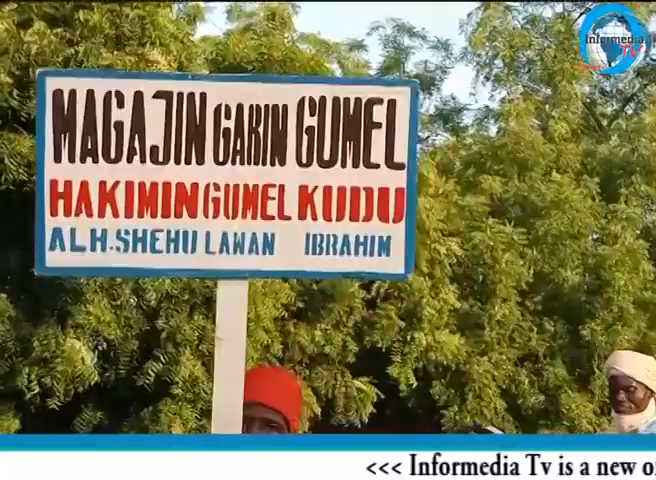 Informedia
TV
MAGAJIN GARIN GUMEL
HAKIMIN GUMEL KUDU
ALH. SHEHU LAWAN IBRAHIM
<<< Informedia Tv is a new o